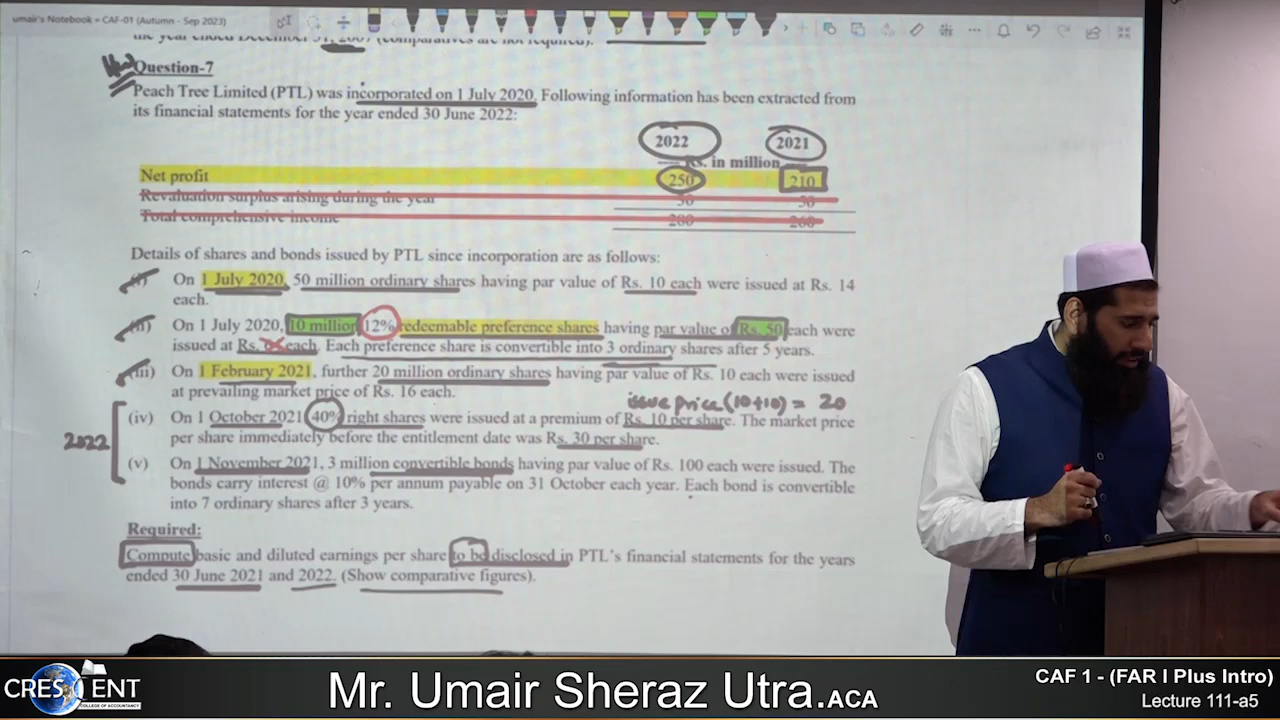 umair's Notebook » CAF-01 (Autumn - Sep 2023)
the year ended December 31, 2007 (comparatives are not required).
Question-7
Peach Tree Limited (PTL) was incorporated on 1 July 2020. Following information has been extracted from
its financial statements for the year ended 30 June 2022:
2022 2021
Rs. in million
Net profit 250 210
Revaluation surplus arising during the year 30 50
Total comprehensive income 280 260
Details of shares and bonds issued by PTL since incorporation are as follows:
(i) On 1 July 2020, 50 million ordinary shares having par value of Rs. 10 each were issued at Rs. 14
each.
(ii) On 1 July 2020, 10 million 12% redeemable preference shares having par value of Rs. 50 each were
issued at Rs. each. Each preference share is convertible into 3 ordinary shares after 5 years.
(iii) On 1 February 2021, further 20 million ordinary shares having par value of Rs. 10 each were issued
at prevailing market price of Rs. 16 each.
issue price (10+10) = 20
(iv) On 1 October 2021 40% right shares were issued at a premium of Rs. 10 per share. The market price
per share immediately before the entitlement date was Rs. 30 per share.
2022
(v) On 1 November 2021, 3 million convertible bonds having par value of Rs. 100 each were issued. The
bonds carry interest @ 10% per annum payable on 31 October each year. Each bond is convertible
into 7 ordinary shares after 3 years.
Required:
Compute basic and diluted earnings per share to be disclosed in PTL's financial statements for the years
ended 30 June 2021 and 2022. (Show comparative figures).
CRESCENT
COLLEGE OF ACCOUNTANCY
Mr. Umair Sheraz Utra.ACA
CAF 1 - (FAR I Plus Intro)
Lecture 111-a5